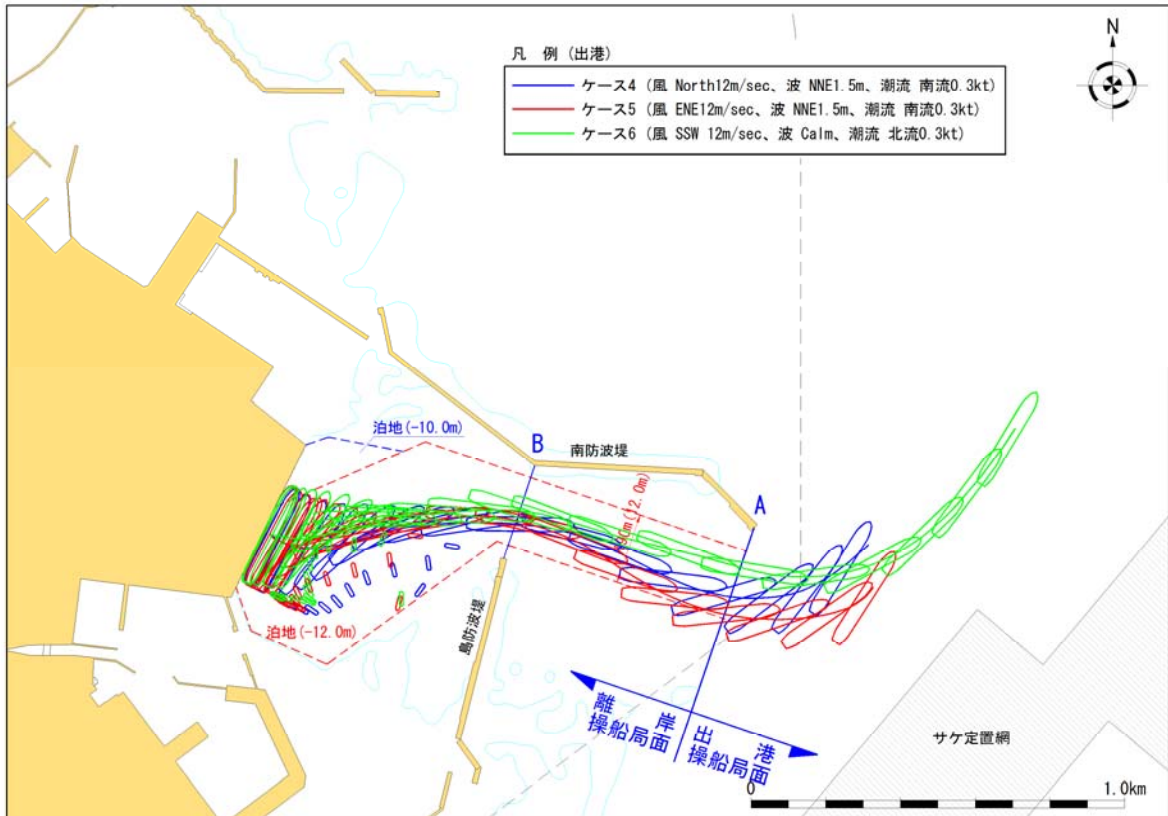 凡 例 (出港)
ケース4 (風 North12m/sec、波 NNE1.5m、潮流 南流0.3kt)
ケース5 (風 ENE12m/sec、波 NNE1.5m、潮流 南流0.3kt)
ケース6 (風 SSW 12m/sec、波 Calm、潮流 北流0.3kt)
N
泊地(-10.0m)
B
南防波堤
A
泊地(-12.0m)
島防波堤
離岸
操船局面
出港
操船局面
サケ定置網
0
1.0km